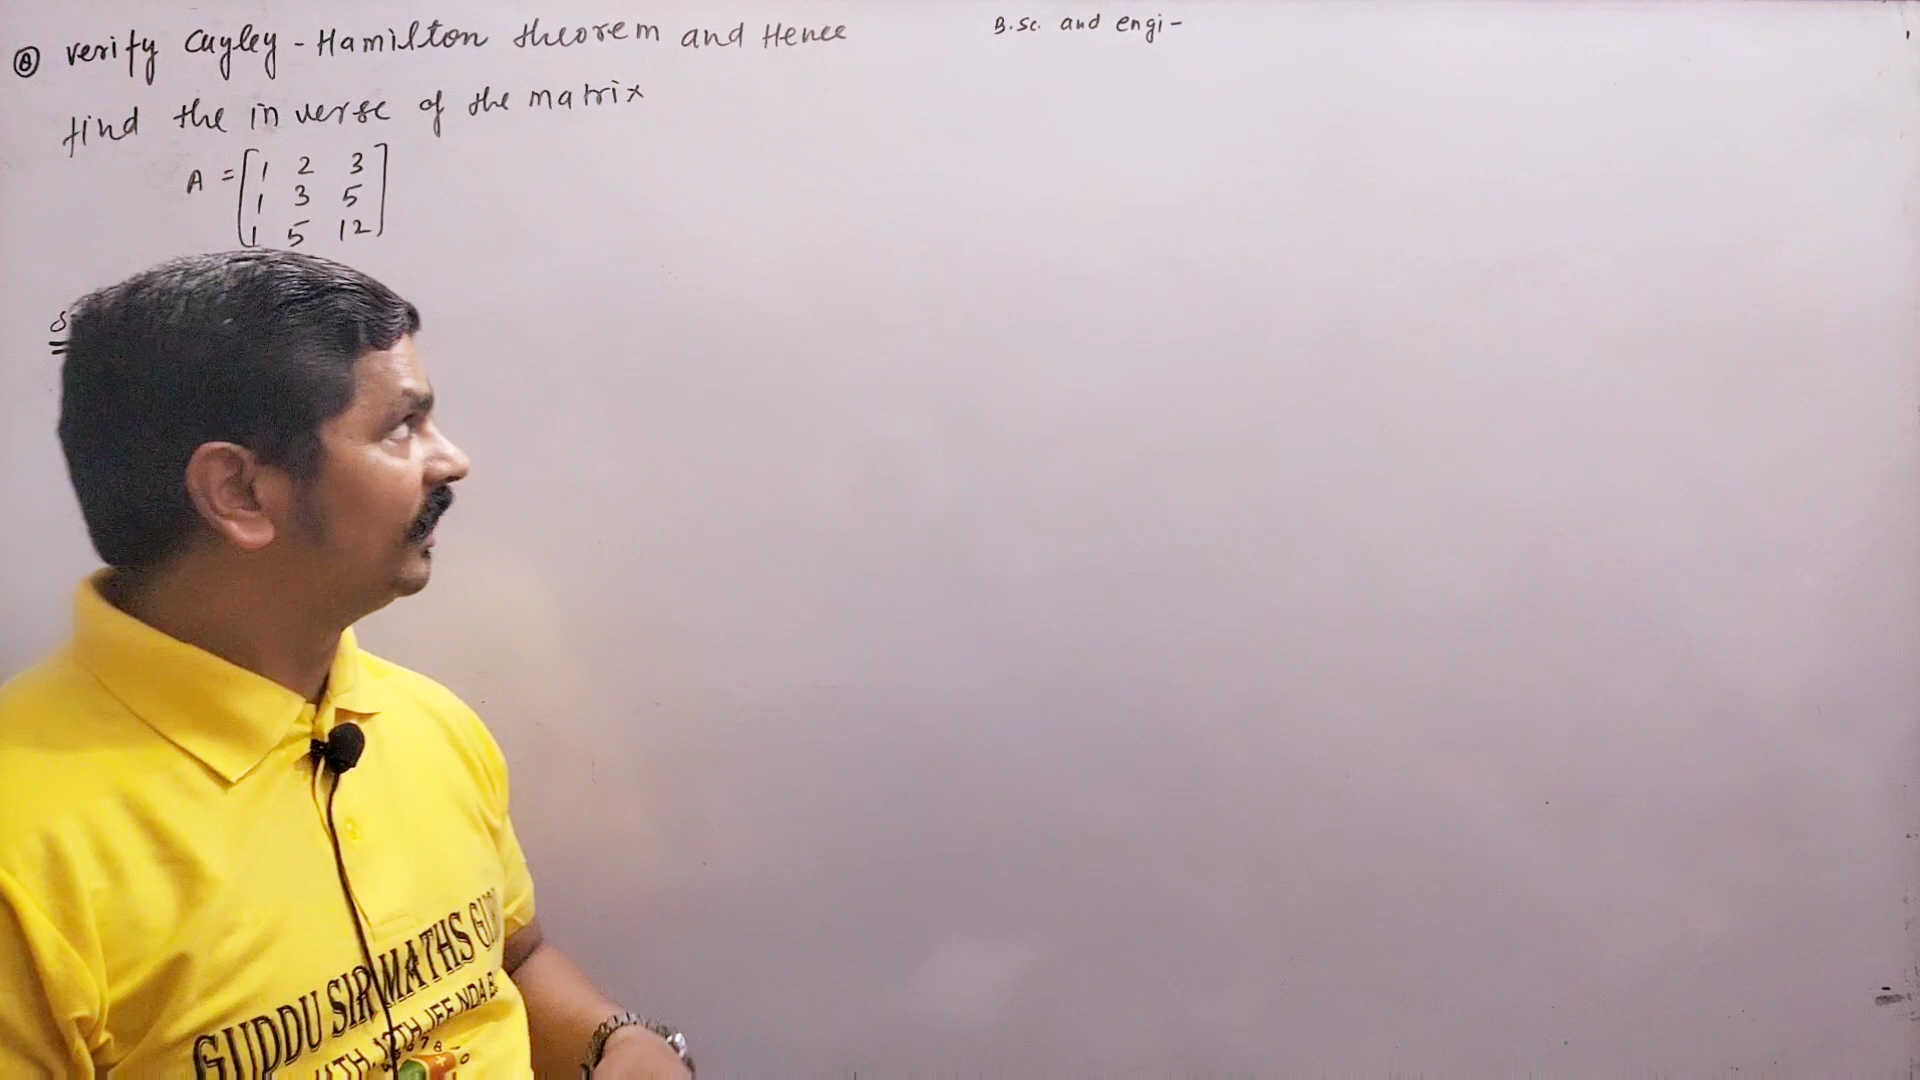 Q verify Cayley - Hamilton theorem and Hence
find the inverse of the matrix
A = [1 2 3
1 3 5
1 5 12]
B.Sc. and engi -
GUDDU SIR MATHS